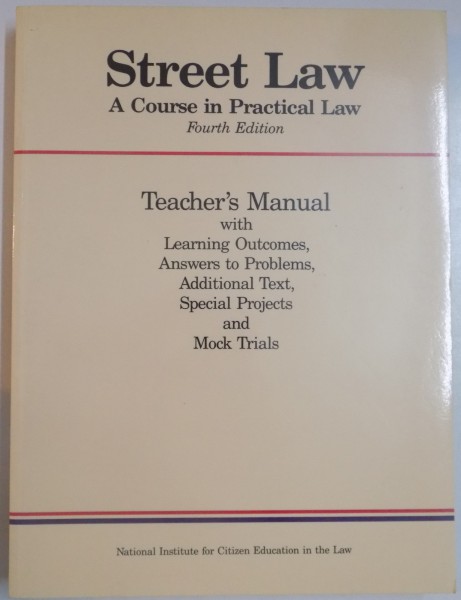 Street Law
A Course in Practical Law
Fourth Edition
Teacher's Manual
with
Learning Outcomes,
Answers to Problems,
Additional Text,
Special Projects
and
Mock Trials
National Institute for Citizen Education in the Law